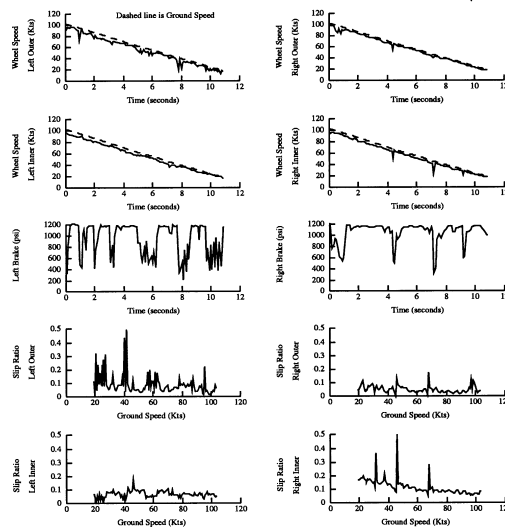 Dashed line is Ground Speed
Wheel Speed
Left Outer (Kts)
120
100
80
60
40
20
0
0 2 4 6 8 10 12
Time (seconds)
Wheel Speed
Right Outer (Kts)
120
100
80
60
40
20
0
0 2 4 6 8 10 12
Time (seconds)
Wheel Speed
Left Inner (Kts)
120
100
80
60
40
20
0
0 2 4 6 8 10 12
Time (seconds)
Wheel Speed
Right Inner (Kts)
120
100
80
60
40
20
0
0 2 4 6 8 10 12
Time (seconds)
Left Brake (psi)
1200
1000
800
600
400
200
0
0 2 4 6 8 10 12
Time (seconds)
Right Brake (psi)
1200
1000
800
600
400
200
0
0 2 4 6 8 10 12
Time (seconds)
Slip Ratio
Left Outer
0.5
0.4
0.3
0.2
0.1
0
0 20 40 60 80 100 120
Ground Speed (Kts)
Slip Ratio
Right Outer
0.5
0.4
0.3
0.2
0.1
0
0 20 40 60 80 100 120
Ground Speed (Kts)
Slip Ratio
Left Inner
0.5
0.4
0.3
0.2
0.1
0
0 20 40 60 80 100 120
Ground Speed (Kts)
Slip Ratio
Right Inner
0.5
0.4
0.3
0.2
0.1
0
0 20 40 60 80 100 120
Ground Speed (Kts)